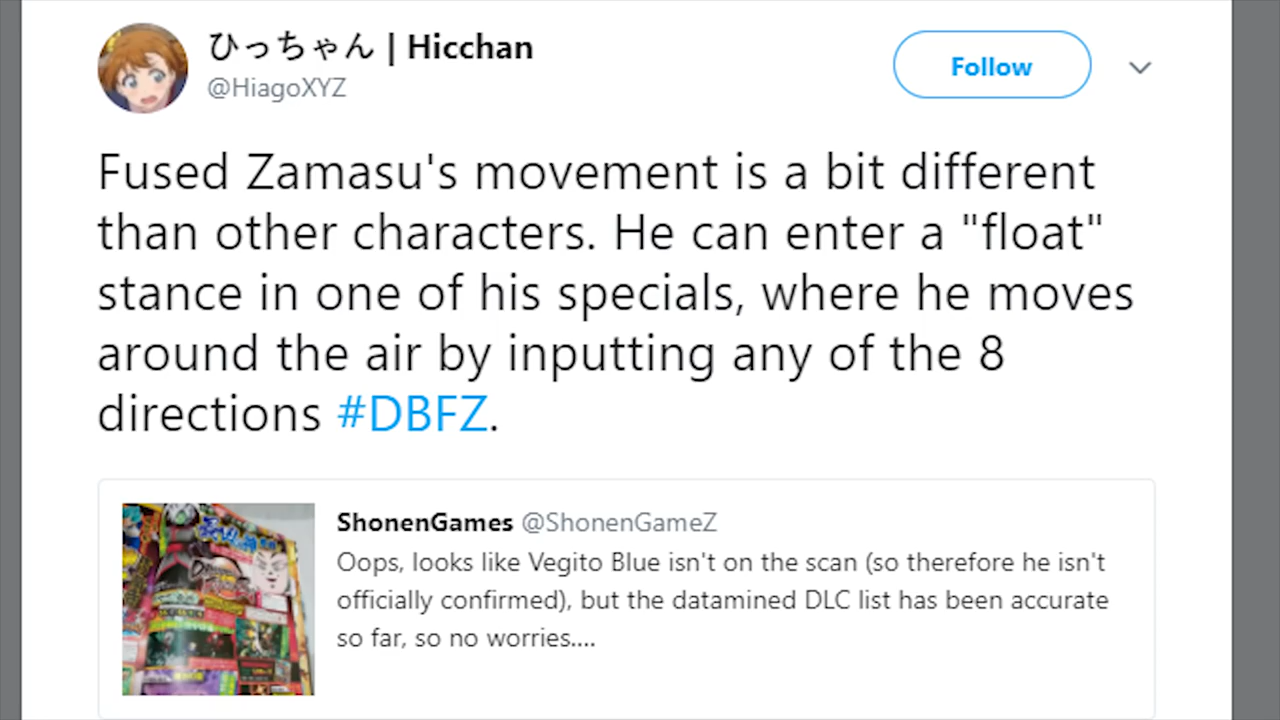 ひっちゃん | Hicchan
@HiagoXYZ
Follow
Fused Zamasu's movement is a bit different
than other characters. He can enter a "float"
stance in one of his specials, where he moves
around the air by inputting any of the 8
directions #DBFZ.
ShonenGames @ShonenGameZ
Oops, looks like Vegito Blue isn't on the scan (so therefore he isn't
officially confirmed), but the datamined DLC list has been accurate
so far, so no worries....